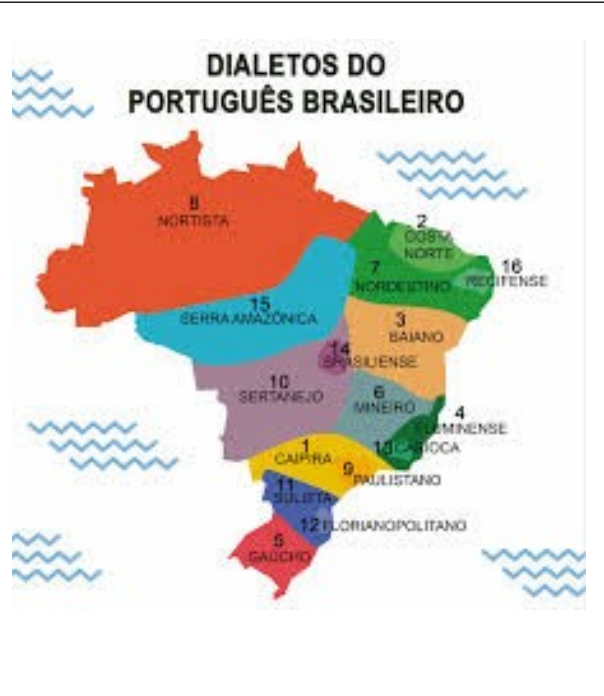 DIALETOS DO
PORTUGUÊS BRASILEIRO
8
NORTISTA
2
COSTA
NORTE
16
RECIFENSE
7
NORDESTINO
15
SERRA AMAZÔNICA
3
BAIANO
14
BRASILIENSE
10
SERTANEJO
6
MINEIRO
4
FLUMINENSE
13 CARIOCA
1
CAIPIRA
9
PAULISTANO
11
SULISTA
12 FLORIANOPOLITANO
5
GAÚCHO